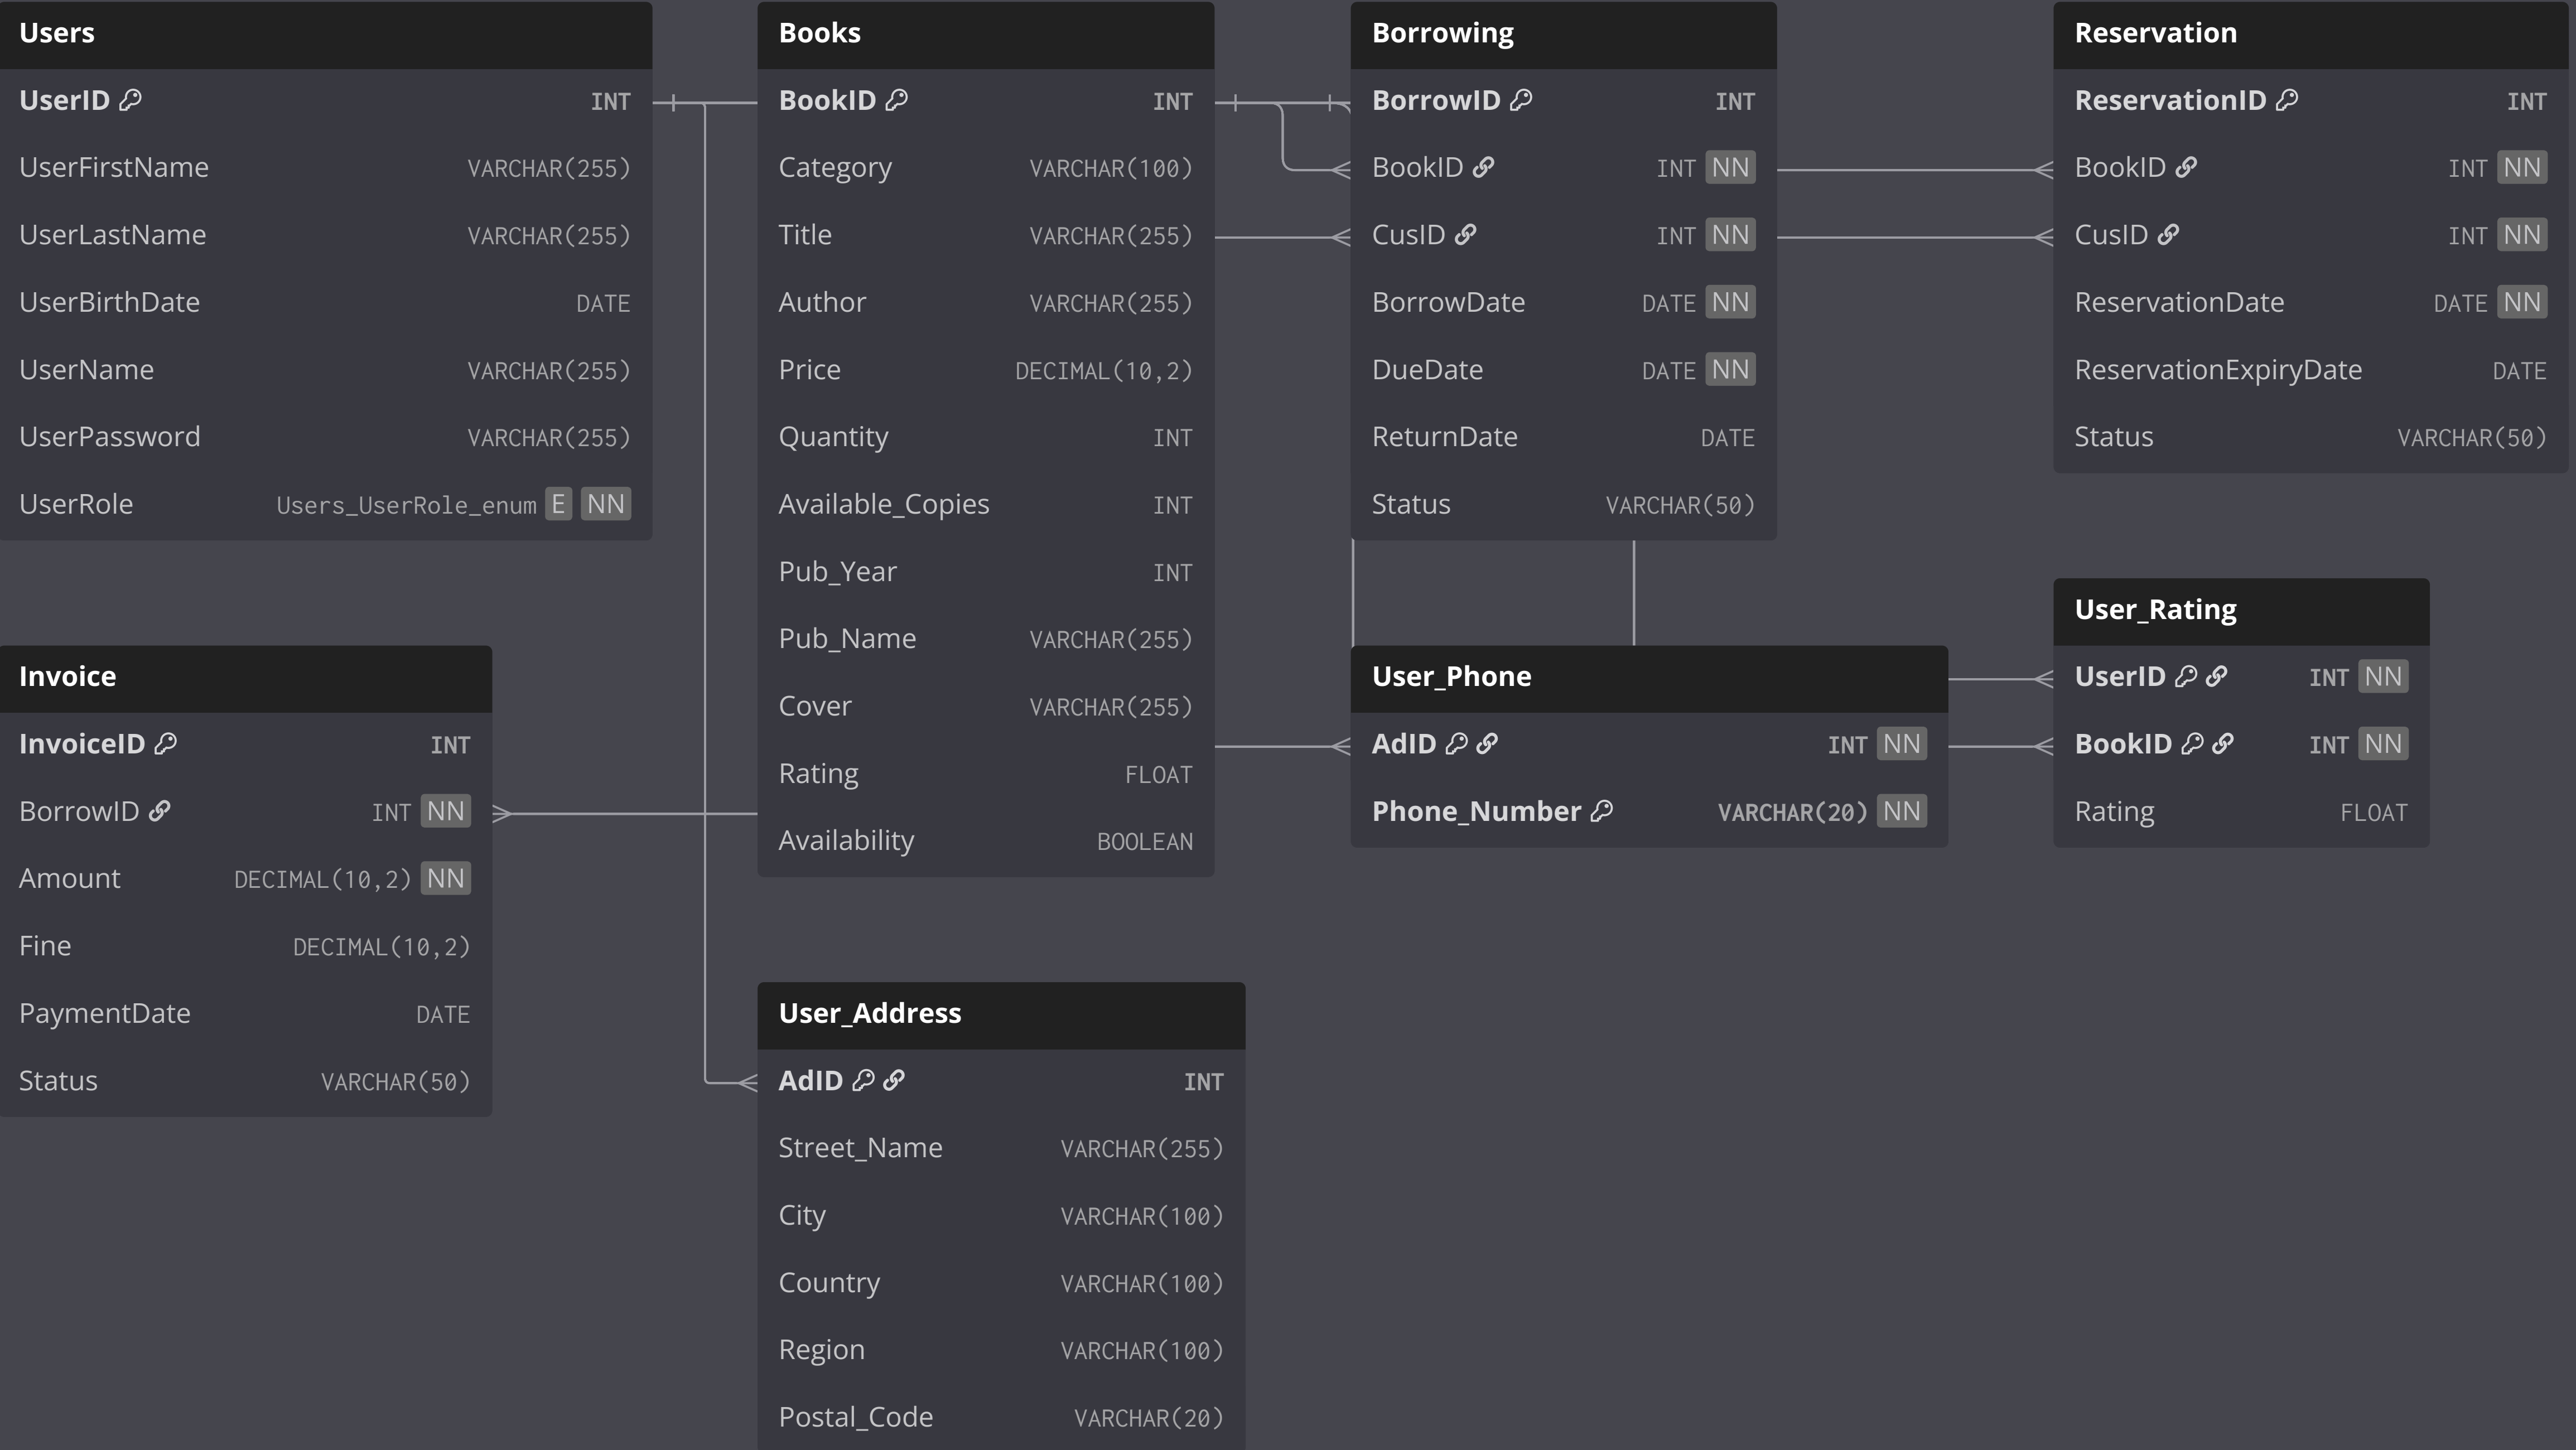 Users
UserID INT
UserFirstName VARCHAR(255)
UserLastName VARCHAR(255)
UserBirthDate DATE
UserName VARCHAR(255)
UserPassword VARCHAR(255)
UserRole Users_UserRole_enum E NN
Books
BookID INT
Category VARCHAR(100)
Title VARCHAR(255)
Author VARCHAR(255)
Price DECIMAL(10,2)
Quantity INT
Available_Copies INT
Pub_Year INT
Pub_Name VARCHAR(255)
Cover VARCHAR(255)
Rating FLOAT
Availability BOOLEAN
Borrowing
BorrowID INT
BookID INT NN
CusID INT NN
BorrowDate DATE NN
DueDate DATE NN
ReturnDate DATE
Status VARCHAR(50)
Reservation
ReservationID INT
BookID INT NN
CusID INT NN
ReservationDate DATE NN
ReservationExpiryDate DATE
Status VARCHAR(50)
Invoice
InvoiceID INT
BorrowID INT NN
Amount DECIMAL(10,2) NN
Fine DECIMAL(10,2)
PaymentDate DATE
Status VARCHAR(50)
User_Phone
AdID INT NN
Phone_Number VARCHAR(20) NN
User_Rating
UserID INT NN
BookID INT NN
Rating FLOAT
User_Address
AdID INT
Street_Name VARCHAR(255)
City VARCHAR(100)
Country VARCHAR(100)
Region VARCHAR(100)
Postal_Code VARCHAR(20)